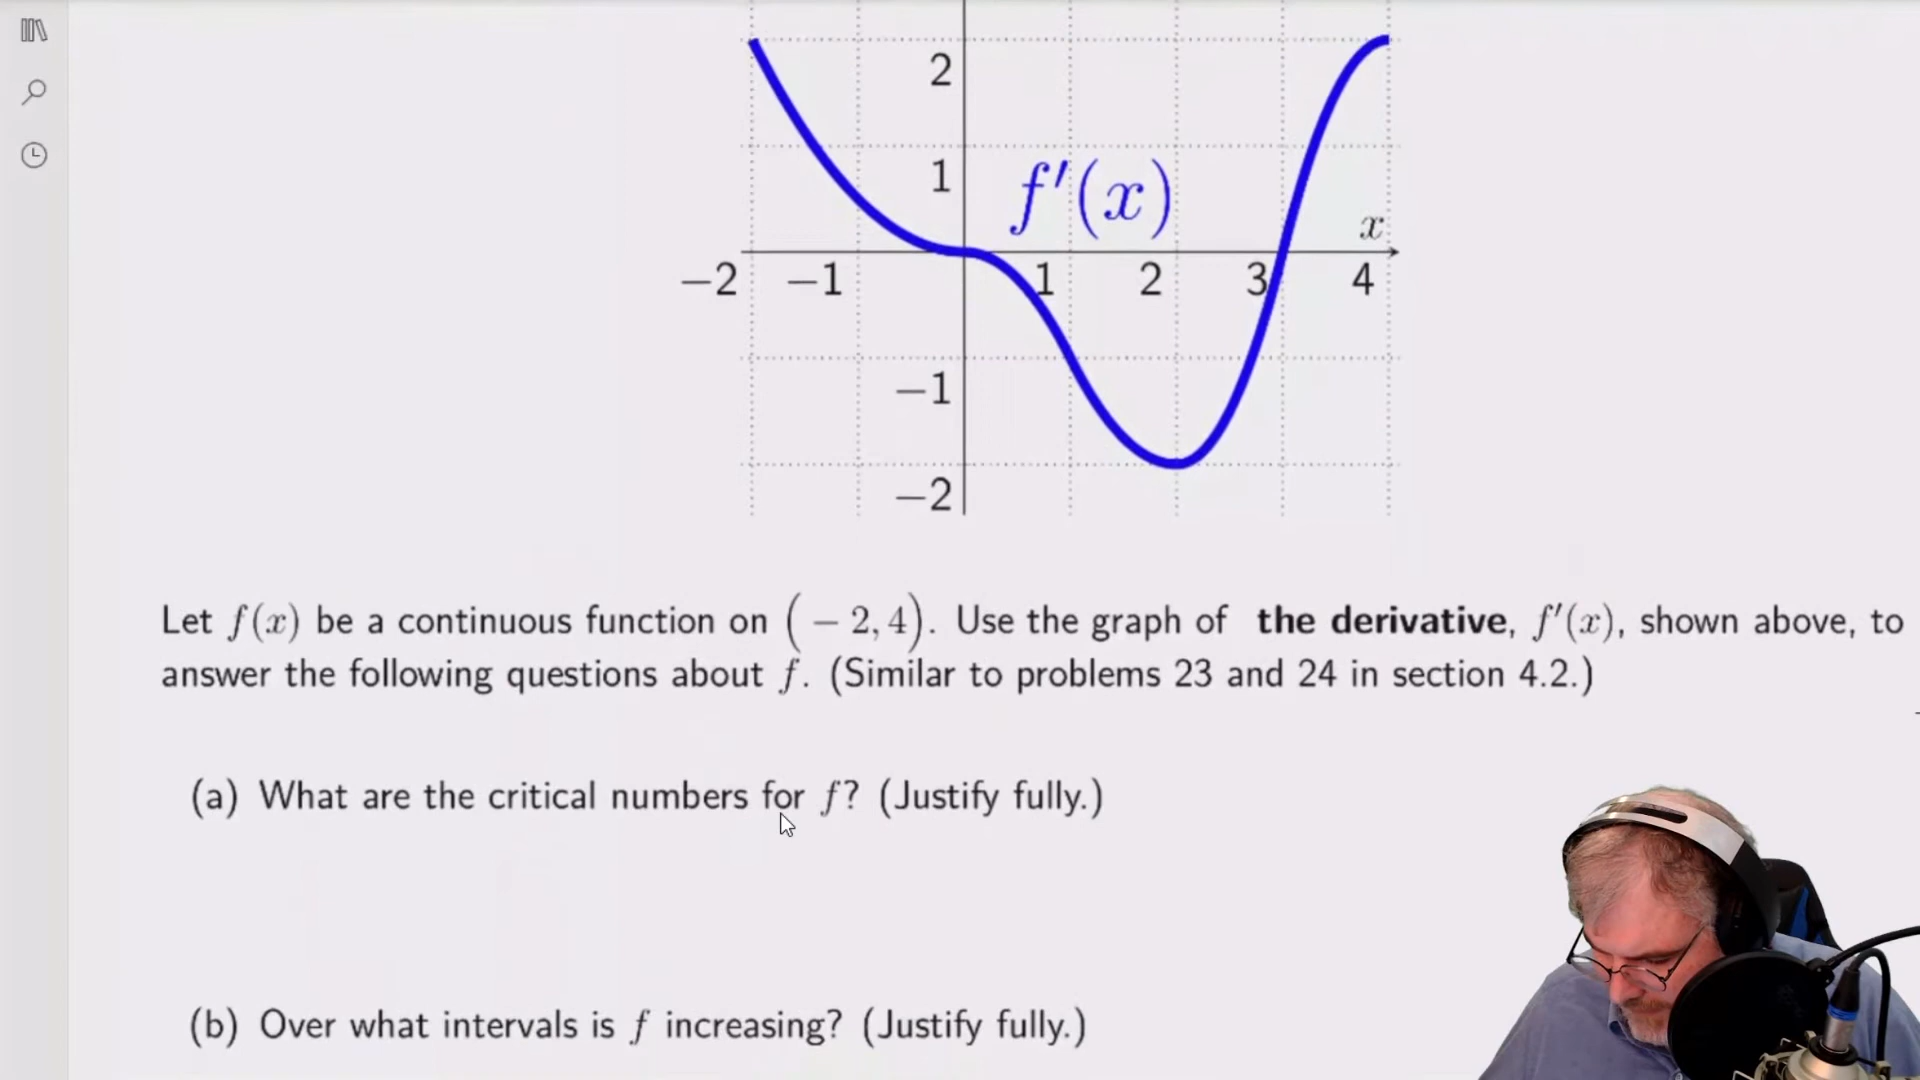 2
1
f′(x)
x
−2 −1 1 2 3 4
−1
−2
Let f(x) be a continuous function on (− 2, 4). Use the graph of the derivative, f′(x), shown above, to
answer the following questions about f. (Similar to problems 23 and 24 in section 4.2.)
(a) What are the critical numbers for f? (Justify fully.)
(b) Over what intervals is f increasing? (Justify fully.)